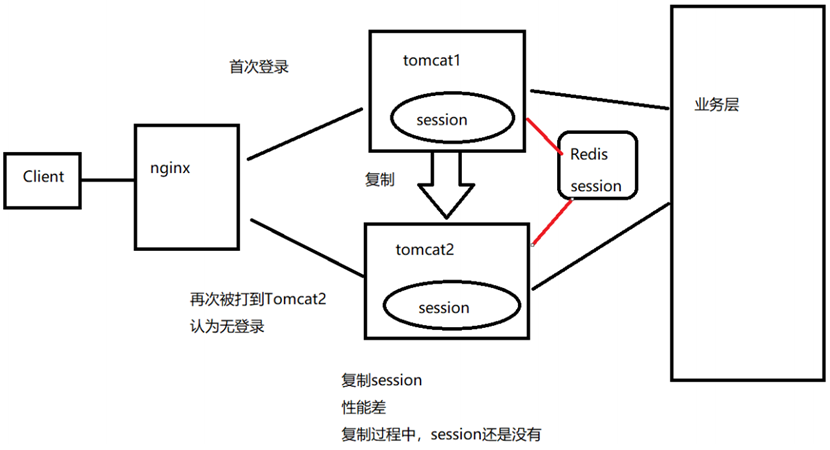 首次登录
tomcat1
session
业务层
Client
nginx
复制
Redis
session
tomcat2
session
再次被打到Tomcat2
认为无登录
复制session
性能差
复制过程中，session还是没有